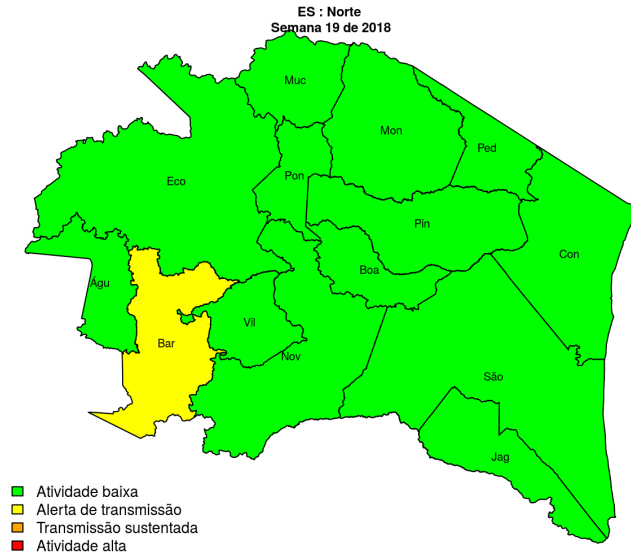 ES : Norte
Semana 19 de 2018
Muc
Mon
Ped
Pon
Eco
Pin
Con
Boa
Águ
Vil
Bar
Nov
São
Jag
Atividade baixa
Alerta de transmissão
Transmissão sustentada
Atividade alta